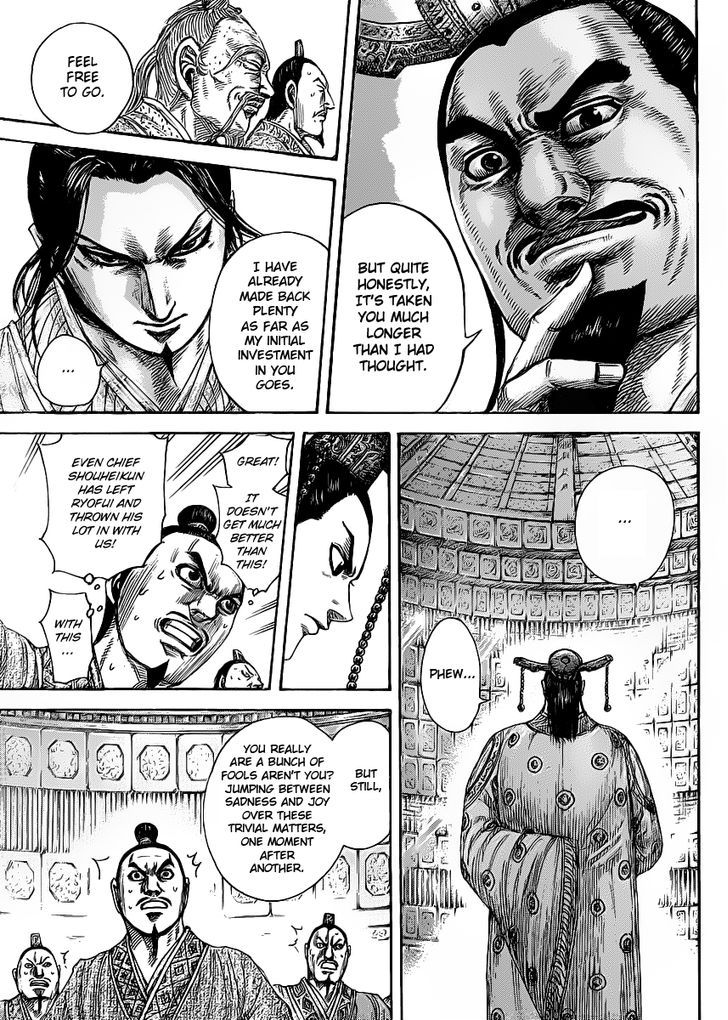 BUT QUITE
HONESTLY,
IT'S TAKEN
YOU MUCH
LONGER
THAN I HAD
THOUGHT.
FEEL
FREE
TO GO.
I HAVE
ALREADY
MADE BACK
PLENTY
AS FAR AS
MY INITIAL
INVESTMENT
IN YOU
GOES.
...
...
PHEW...
GREAT!
IT
DOESN'T
GET MUCH
BETTER
THAN
THIS!
EVEN CHIEF
SHOUHEIKUN
HAS LEFT
RYOFUI AND
THROWN HIS
LOT IN WITH
US!
WITH
THIS ...
...
BUT
STILL,
YOU REALLY
ARE A BUNCH OF
FOOLS AREN'T YOU?
JUMPING BETWEEN
SADNESS AND JOY
OVER THESE
TRIVIAL MATTERS,
ONE MOMENT
AFTER
ANOTHER.